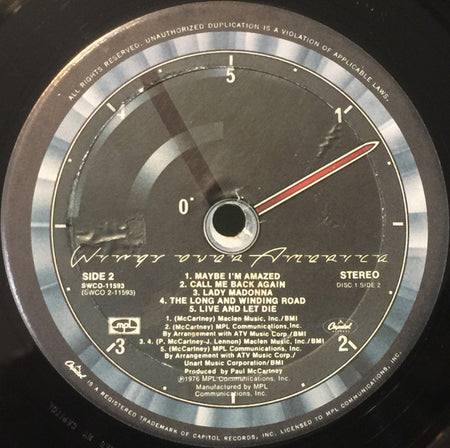 ALL RIGHTS RESERVED. UNAUTHORIZED DUPLICATION IS A VIOLATION OF APPLICABLE LAWS.
5
1
0
Wings over America
SIDE 2
SWCO-11593
(SWCO 2-11593)
STEREO
DISC 1 SIDE 2
1. MAYBE I'M AMAZED
2. CALL ME BACK AGAIN
3. LADY MADONNA
4. THE LONG AND WINDING ROAD
5. LIVE AND LET DIE
1. (McCartney) Maclen Music, Inc./BMI
2. (McCartney) MPL Communications, Inc.
By Arrangement with ATV Music Corp./BMI
3. 4. (P. McCartney-J. Lennon) Maclen Music, Inc./BMI
5. (McCartney) MPL Communications, Inc.
By Arrangement with ATV Music Corp./BMI
Unart Music Corporation/BMI
Produced by Paul McCartney
℗1976 MPL Communications, Inc.
Manufactured by MPL
Communications, Inc.
MPL
Capitol
3
2
IS A REGISTERED TRADEMARK OF CAPITOL RECORDS, INC. LICENSED TO MPL COMMUNICATIONS, INC.